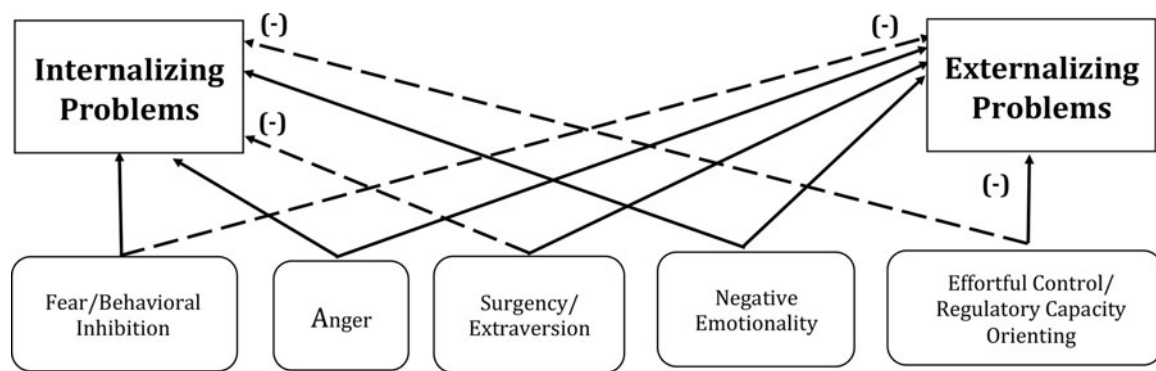 (-)
(-)
Internalizing
Problems
Externalizing
Problems
(-)
(-)
Fear/Behavioral
Inhibition
Anger
Surgency/
Extraversion
Negative
Emotionality
Effortful Control/
Regulatory Capacity
Orienting